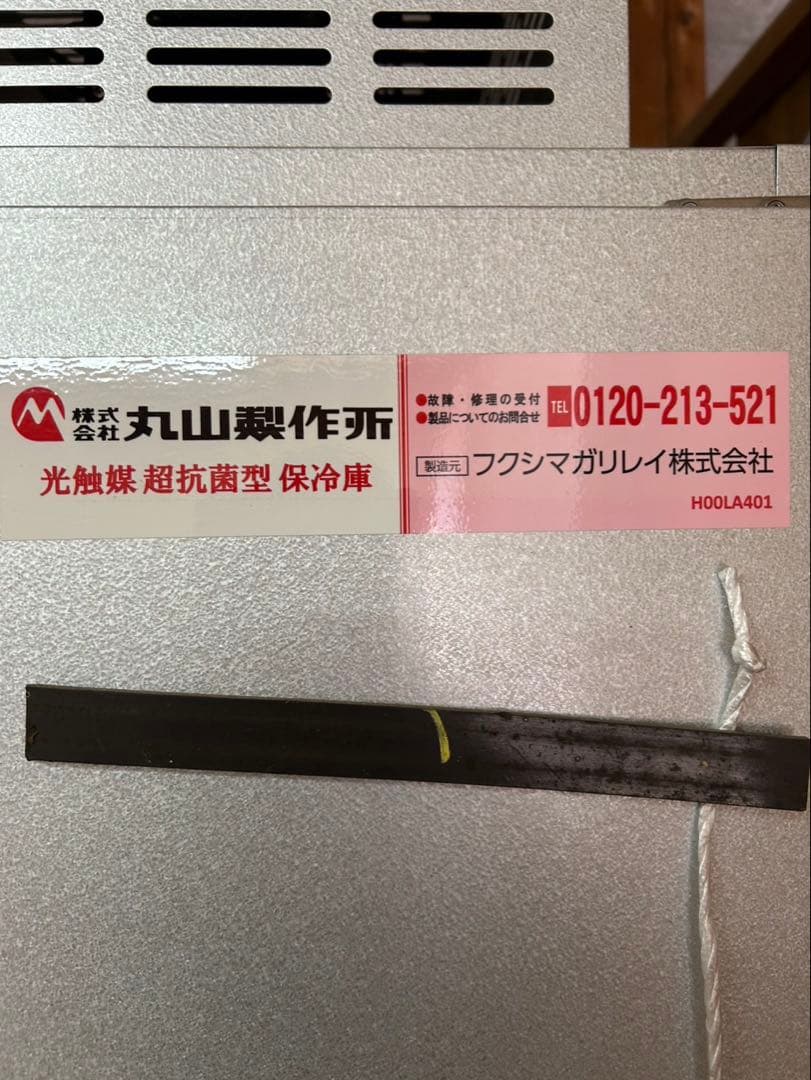 株式会社 丸山製作所
光触媒 超抗菌型 保冷庫
●故障・修理の受付
●製品についてのお問合せ
TEL 0120-213-521
製造元 フクシマガリレイ株式会社
H00LA401